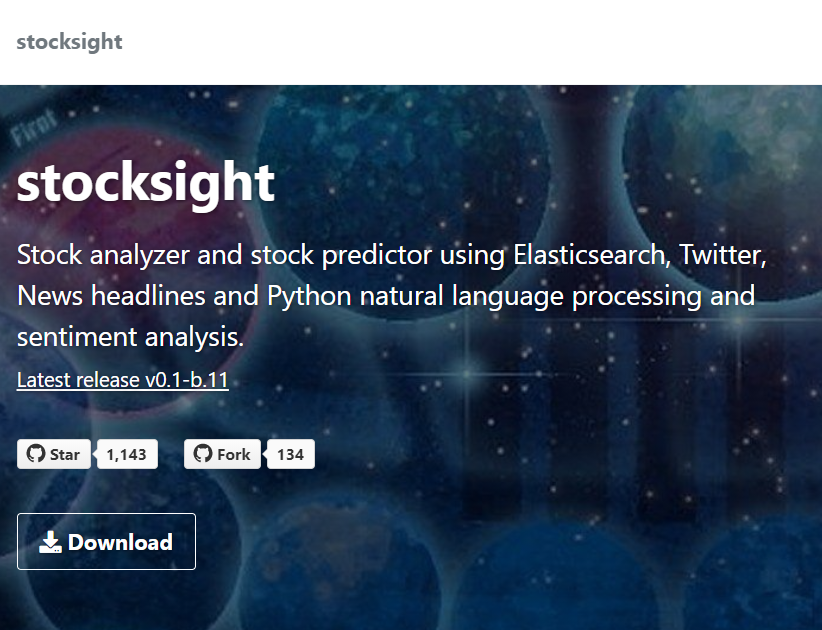 stocksight
First
stocksight
Stock analyzer and stock predictor using Elasticsearch, Twitter,
News headlines and Python natural language processing and
sentiment analysis.
Latest release v0.1-b.11
Star 1,143 Fork 134
Download